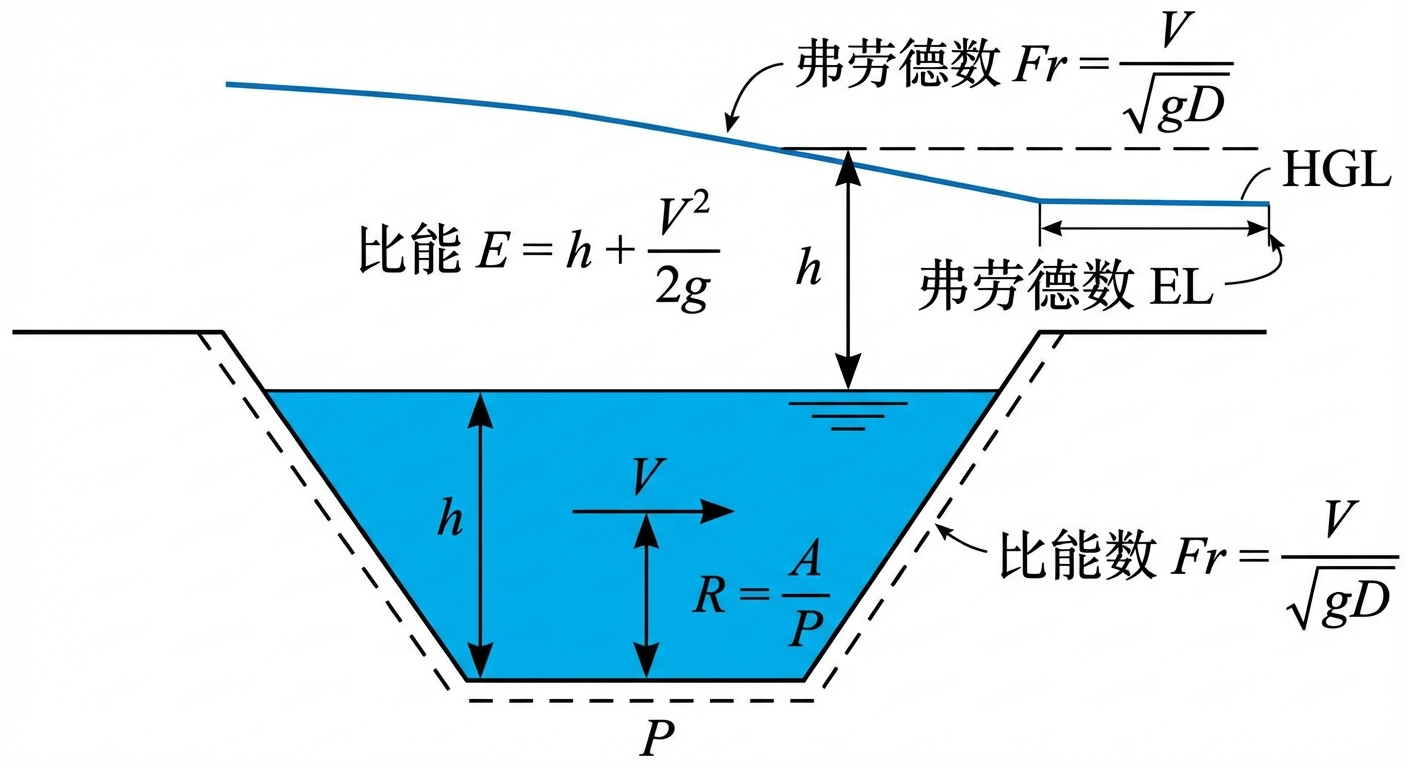 弗劳德数 Fr = V / √gD
HGL
比能 E = h + V² / 2g
h
弗劳德数 EL
h
V
R = A / P
比能数 Fr = V / √gD
P